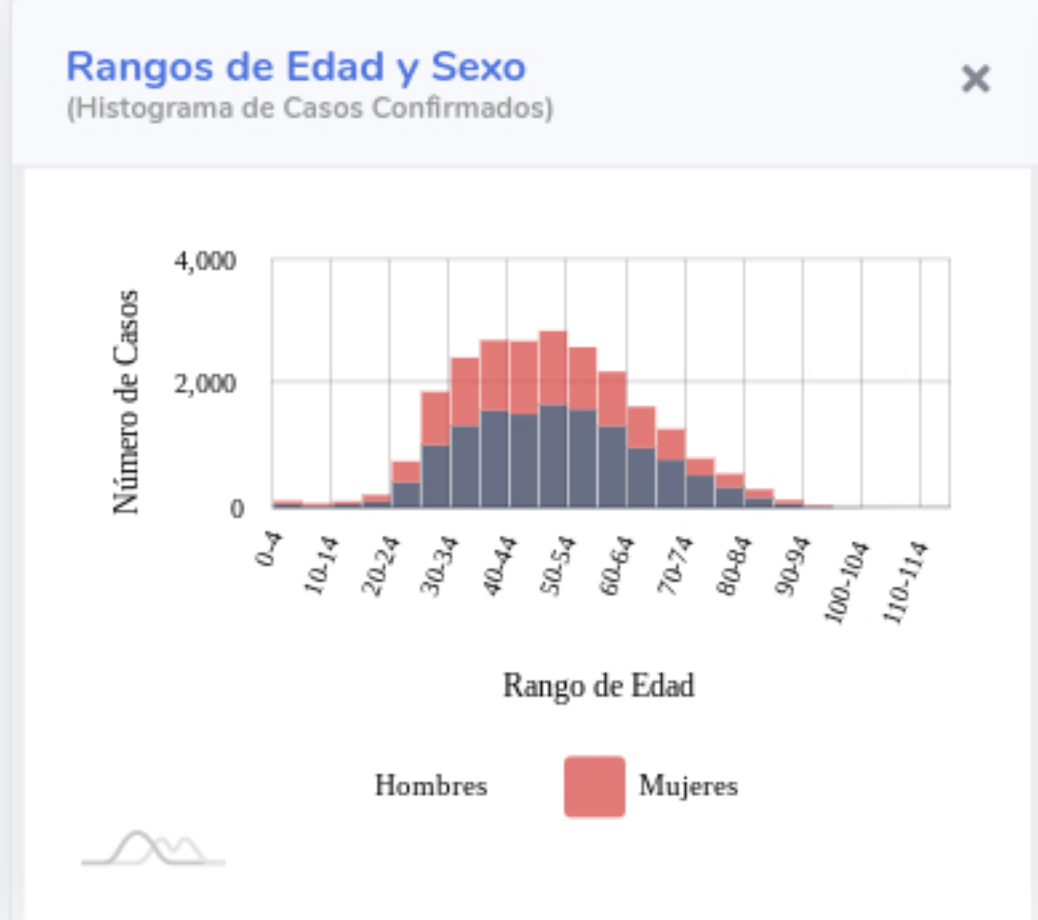 Rangos de Edad y Sexo
(Histograma de Casos Confirmados)
×
4,000
2,000
0
Número de Casos
0-4
10-14
20-24
30-34
40-44
50-54
60-64
70-74
80-84
90-94
100-104
110-114
Rango de Edad
Hombres
Mujeres